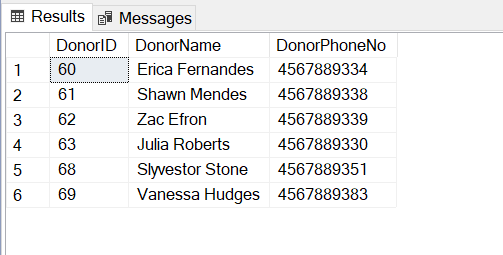 Results Messages
DonorID DonorName DonorPhoneNo
1 60 Erica Fernandes 4567889334
2 61 Shawn Mendes 4567889338
3 62 Zac Efron 4567889339
4 63 Julia Roberts 4567889330
5 68 Slyvestor Stone 4567889351
6 69 Vanessa Hudges 4567889383